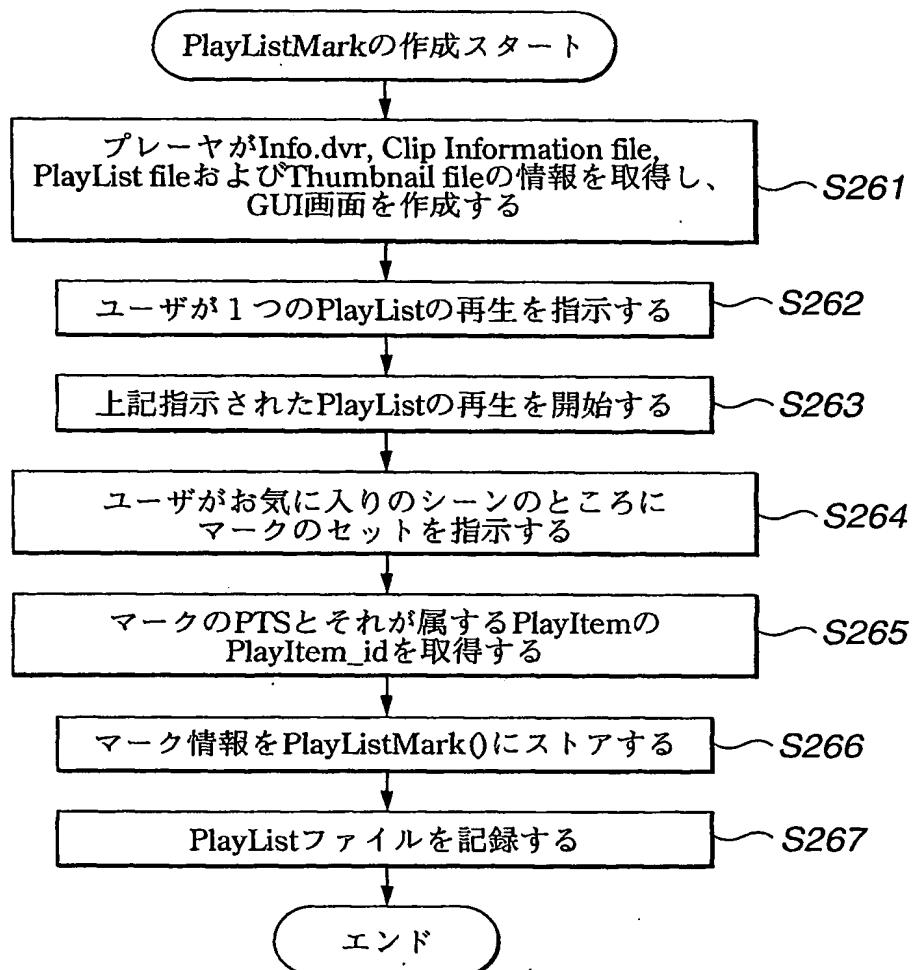 PlayListMarkの作成スタート
プレーヤがInfo.dvr, Clip Information file,
PlayList fileおよびThumbnail fileの情報を取得し、
GUI画面を作成する
S261
ユーザが1つのPlayListの再生を指示する
S262
上記指示されたPlayListの再生を開始する
S263
ユーザがお気に入りのシーンのところに
マークのセットを指示する
S264
マークのPTSとそれが属するPlayItemの
PlayItem_idを取得する
S265
マーク情報をPlayListMark()にストアする
S266
PlayListファイルを記録する
S267
エンド